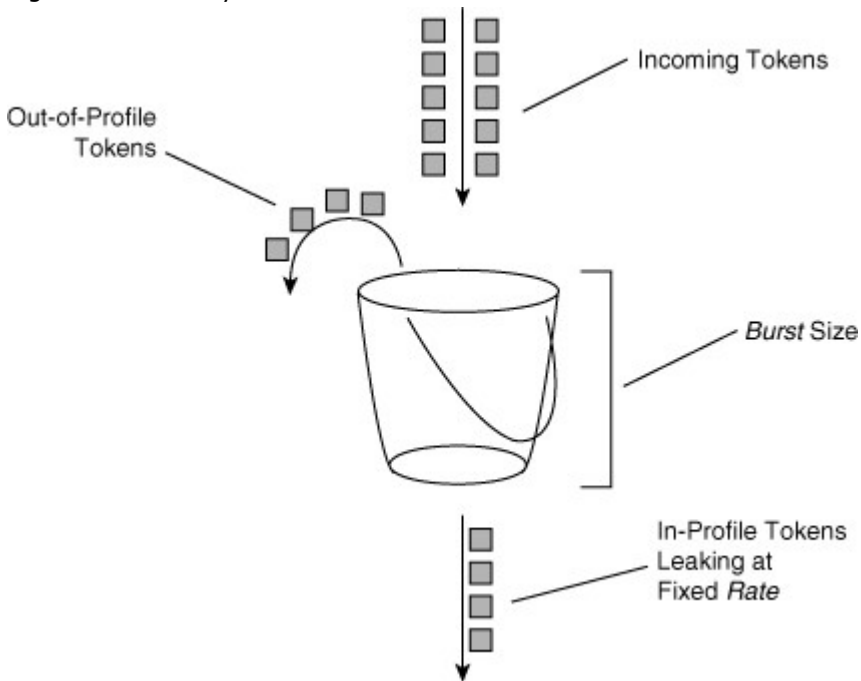 Incoming Tokens
Out-of-Profile
Tokens
Burst Size
In-Profile Tokens
Leaking at
Fixed Rate